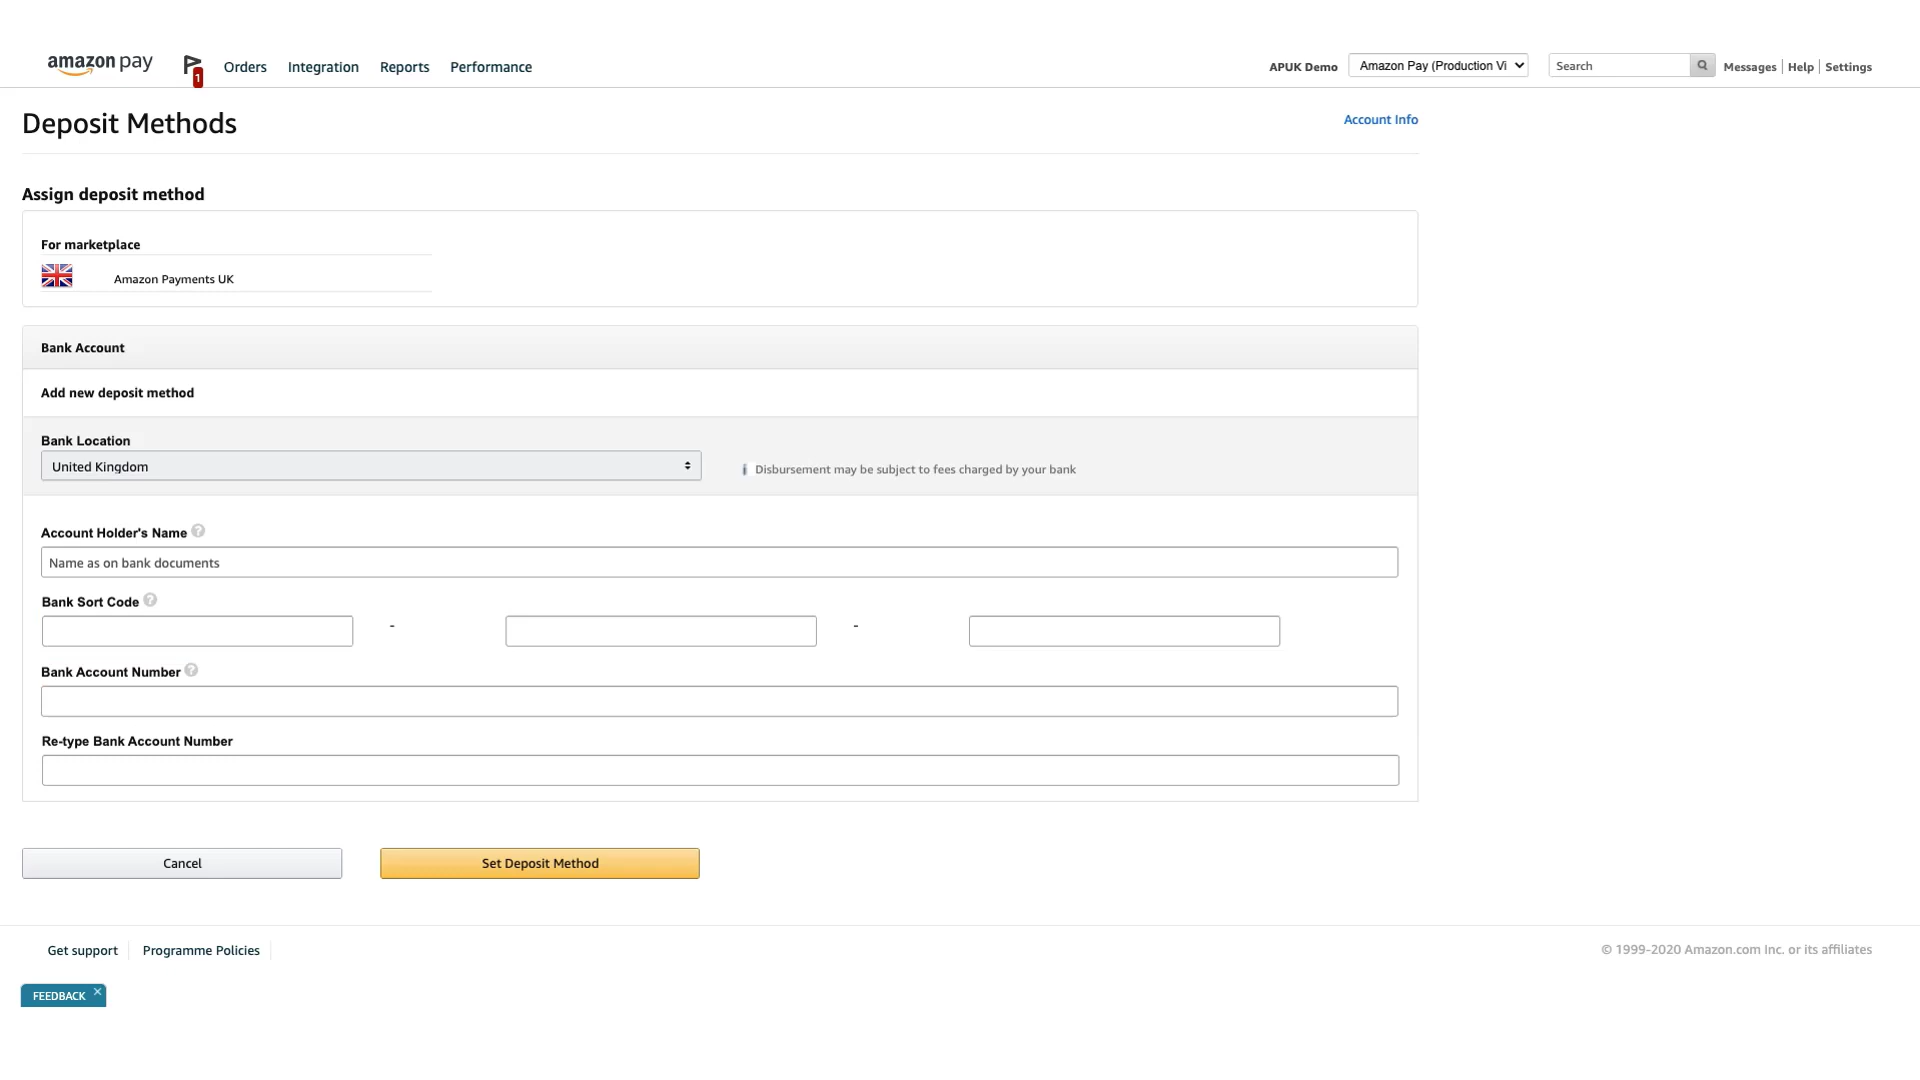 amazon pay 1 Orders Integration Reports Performance APUK Demo Amazon Pay (Production Vi Search Messages Help Settings
Deposit Methods Account Info
Assign deposit method
For marketplace
Amazon Payments UK
Bank Account
Add new deposit method
Bank Location
United Kingdom i Disbursement may be subject to fees charged by your bank
Account Holder's Name ?
Name as on bank documents
Bank Sort Code ?
- -
Bank Account Number ?
Re-type Bank Account Number
Cancel Set Deposit Method
Get support Programme Policies © 1999-2020 Amazon.com Inc. or its affiliates
FEEDBACK ✕